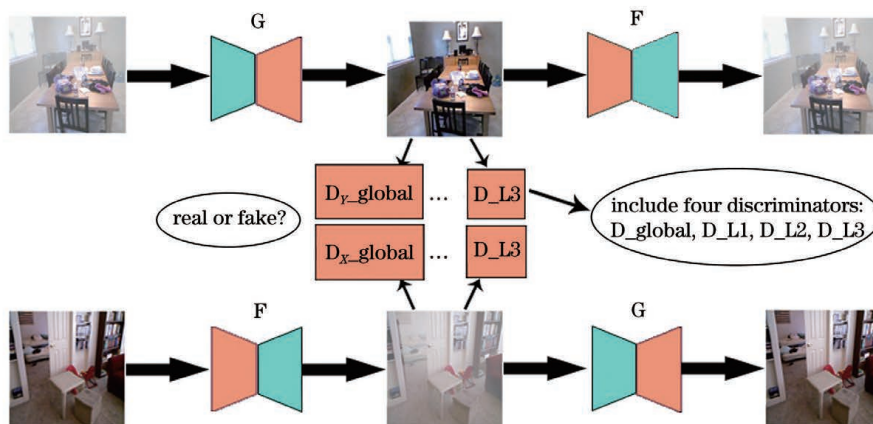 G
F
D_Y_global
...
D_L3
real or fake?
include four discriminators:
D_global, D_L1, D_L2, D_L3
D_X_global
...
D_L3
F
G